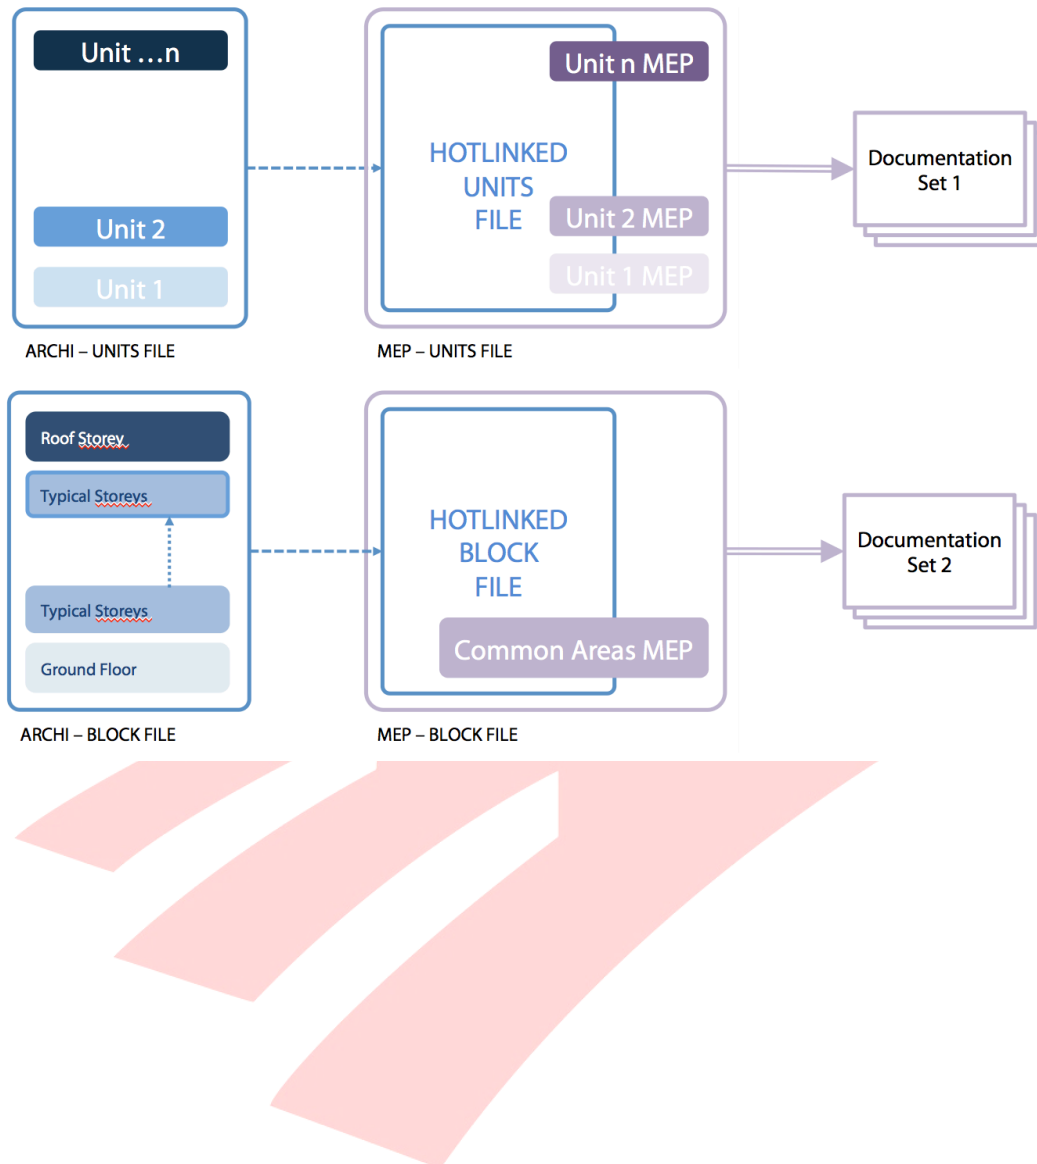 Unit ...n
Unit 2
Unit 1
ARCHI – UNITS FILE
HOTLINKED
UNITS
FILE
Unit n MEP
Unit 2 MEP
Unit 1 MEP
MEP – UNITS FILE
Documentation
Set 1
Roof Storey
Typical Storeys
Typical Storeys
Ground Floor
ARCHI – BLOCK FILE
HOTLINKED
BLOCK
FILE
Common Areas MEP
MEP – BLOCK FILE
Documentation
Set 2